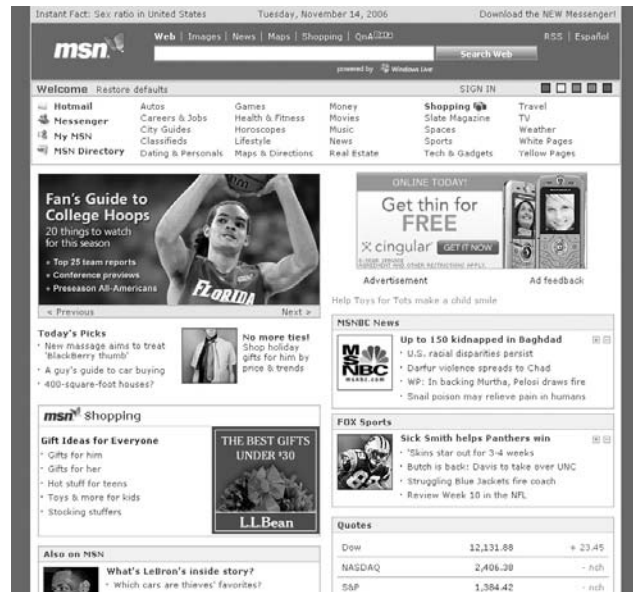 Instant Fact: Sex ratio in United States
Tuesday, November 14, 2006
Download the NEW Messenger!
msn
Web | Images | News | Maps | Shopping | QnA
RSS | Español
Search Web
powered by Windows Live
Welcome Restore defaults
SIGN IN
Hotmail
Messenger
My MSN
MSN Directory
Autos
Careers & Jobs
City Guides
Classifieds
Dating & Personals
Games
Health & Fitness
Horoscopes
Lifestyle
Maps & Directions
Money
Movies
Music
News
Real Estate
Shopping
Slate Magazine
Spaces
Sports
Tech & Gadgets
Travel
TV
Weather
White Pages
Yellow Pages
Fan's Guide to
College Hoops
20 things to watch
for this season
+ Top 25 team reports
+ Conference previews
+ Preseason All-Americans
FLORIDA
« Previous
Next »
Today's Picks
· New massage aims to treat
'BlackBerry thumb'
· A guy's guide to car buying
· 400-square-foot houses?
No more ties!
Shop holiday
gifts for him by
price & trends
msn Shopping
Gift Ideas for Everyone
· Gifts for him
· Gifts for her
· Hot stuff for teens
· Toys & more for kids
· Stocking stuffers
THE BEST GIFTS
UNDER $30
L.L.Bean
Also on MSN
What's LeBron's inside story?
· Which cars are thieves' favorites?
ONLINE TODAY!
Get thin for
FREE
cingular GET IT NOW
2-YEAR SERVICE
AGREEMENT AND OTHER RESTRICTIONS APPLY.
Advertisement
Ad feedback
Help Toys for Tots make a child smile
MSNBC News
MSNBC
msnbc.com
Up to 150 kidnapped in Baghdad
· U.S. racial disparities persist
· Darfur violence spreads to Chad
· WP: In backing Murtha, Pelosi draws fire
· Snail poison may relieve pain in humans
FOX Sports
Sick Smith helps Panthers win
· 'Skins star out for 3-4 weeks
· Butch is back: Davis to take over UNC
· Struggling Blue Jackets fire coach
· Review Week 10 in the NFL
Quotes
Dow 12,131.88 + 23.45
NASDAQ 2,406.38 - nch
S&P 1,384.42 - nch